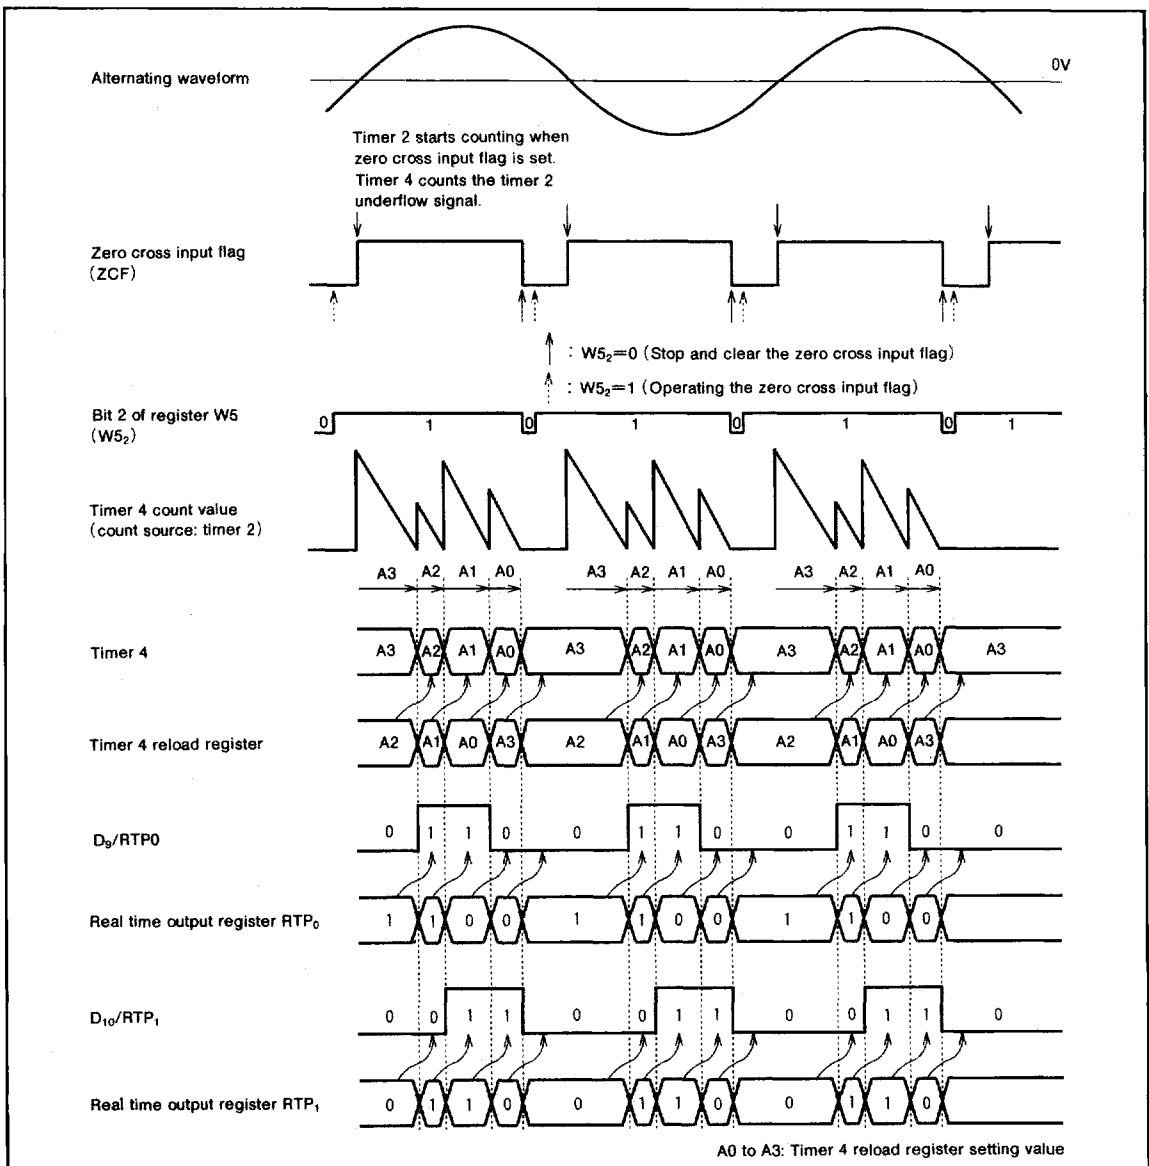 Alternating waveform
0V
Timer 2 starts counting when
zero cross input flag is set.
Timer 4 counts the timer 2
underflow signal.
Zero cross input flag
(ZCF)
: W5₂=0 (Stop and clear the zero cross input flag)
: W5₂=1 (Operating the zero cross input flag)
Bit 2 of register W5
(W5₂)
0 1 0 1 0 1 0 1
Timer 4 count value
(count source: timer 2)
A3 A2 A1 A0 A3 A2 A1 A0 A3 A2 A1 A0
Timer 4
A3 A2 A1 A0 A3 A2 A1 A0 A3 A2 A1 A0 A3
Timer 4 reload register
A2 A1 A0 A3 A2 A1 A0 A3 A2 A1 A0 A3
D₉/RTP0
0 1 1 0 0 1 1 0 0 1 1 0 0
Real time output register RTP₀
1 1 0 0 1 1 0 0 1 1 0 0
D₁₀/RTP₁
0 0 1 1 0 0 1 1 0 0 1 1 0
Real time output register RTP₁
0 1 1 0 0 1 1 0 0 1 1 0
A0 to A3: Timer 4 reload register setting value